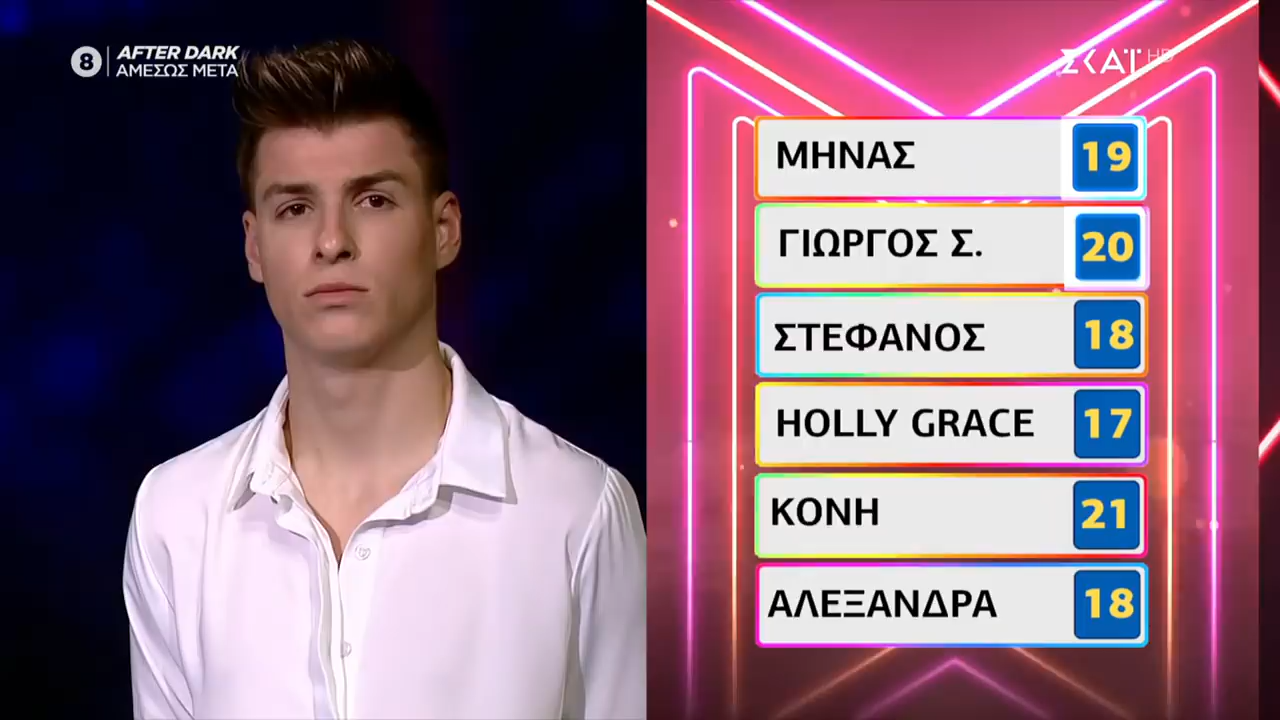 8
AFTER DARK
ΑΜΕΣΩΣ ΜΕΤΑ
ΣΚΑΪ HD
ΜΗΝΑΣ 19
ΓΙΩΡΓΟΣ Σ. 20
ΣΤΕΦΑΝΟΣ 18
HOLLY GRACE 17
ΚΟΝΗ 21
ΑΛΕΞΑΝΔΡΑ 18